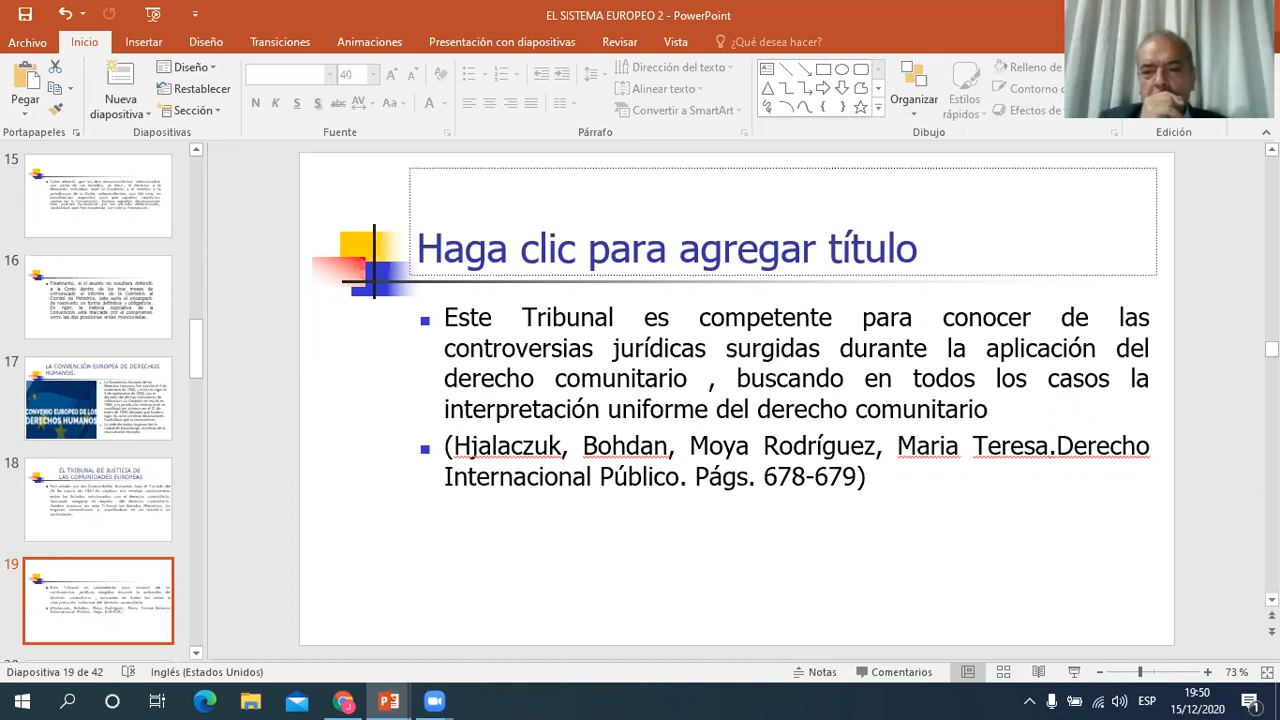 EL SISTEMA EUROPEO 2 - PowerPoint
Archivo Inicio Insertar Diseño Transiciones Animaciones Presentación con diapositivas Revisar Vista ¿Qué desea hacer?
Pegar
Nueva diapositiva
Diseño
Restablecer
Sección
40
N K S S abc AV Aa A
Dirección del texto
Alinear texto
Convertir a SmartArt
Organizar
Estilos rápidos
Relleno de
Contorno
Efectos de
Portapapeles Diapositivas Fuente Párrafo Dibujo Edición
15
16
17
LA CONVENCIÓN EUROPEA DE DERECHOS
HUMANOS.
CONVENIO EUROPEO DE LOS
DERECHOS HUMANOS
18
EL TRIBUNAL DE JUSTICIA DE
LAS COMUNIDADES EUROPEAS
19
Haga clic para agregar título
Este Tribunal es competente para conocer de las
controversias jurídicas surgidas durante la aplicación del
derecho comunitario , buscando en todos los casos la
interpretación uniforme del derecho comunitario.
(Hjalaczuk, Bohdan, Moya Rodríguez, Maria Teresa.Derecho
Internacional Público. Págs. 678-679)
Diapositiva 19 de 42 Inglés (Estados Unidos) Notas Comentarios 73 %
ESP
19:50
15/12/2020
1